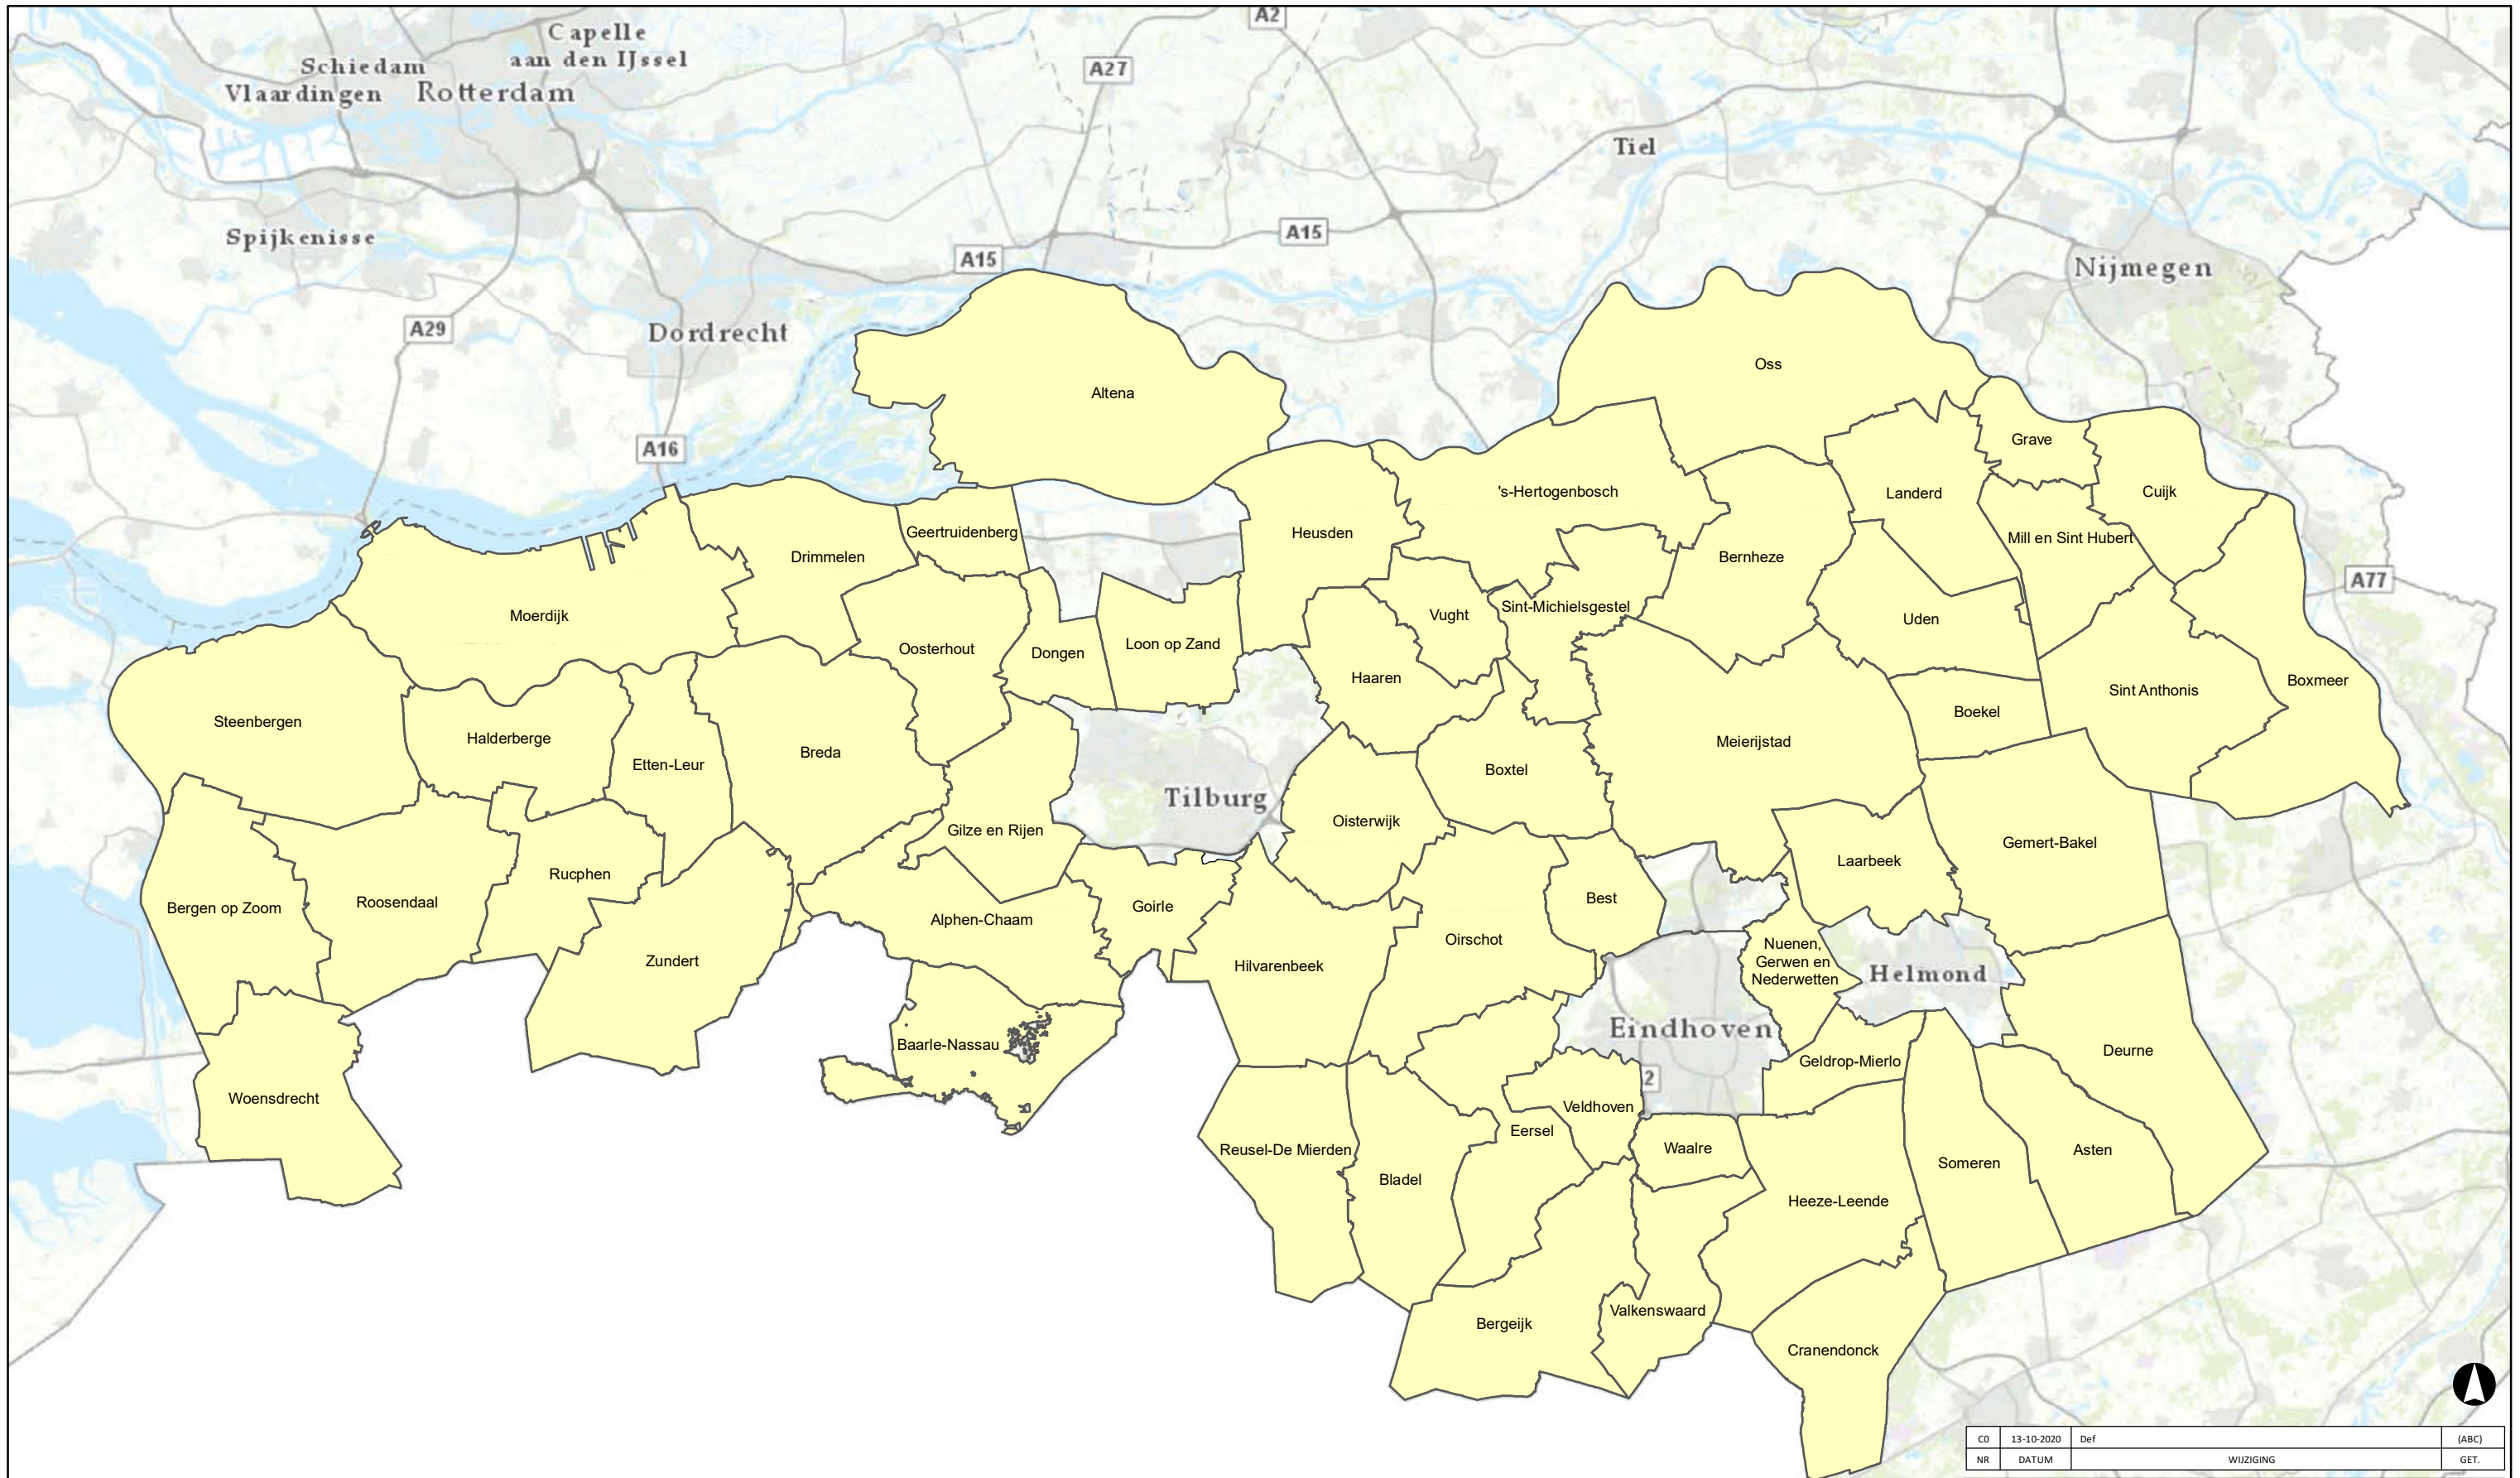 A2
Capelle
aan den IJssel
Schiedam
Vlaardingen
Rotterdam
A27
Tiel
Spijkenisse
A15
A15
Nijmegen
A29
Dordrecht
A16
A77
Altena
Oss
Grave
Cuijk
Landerd
's-Hertogenbosch
Heusden
Geertruidenberg
Drimmelen
Mill en Sint Hubert
Bernheze
Moerdijk
Sint-Michielsgestel
Vught
Uden
Oosterhout
Dongen
Loon op Zand
Haaren
Boxmeer
Sint Anthonis
Boekel
Steenbergen
Halderberge
Breda
Etten-Leur
Meierijstad
Boxtel
Tilburg
Oisterwijk
Gilze en Rijen
Gemert-Bakel
Laarbeek
Rucphen
Roosendaal
Bergen op Zoom
Best
Goirle
Alphen-Chaam
Oirschot
Nuenen,
Gerwen en
Nederwetten
Zundert
Hilvarenbeek
Helmond
Eindhoven
Baarle-Nassau
Deurne
Geldrop-Mierlo
2
Woensdrecht
Veldhoven
Eersel
Waalre
Reusel-De Mierden
Asten
Someren
Bladel
Heeze-Leende
Valkenswaard
Bergeijk
Cranendonck
C0 13-10-2020 Def (ABC)
NR DATUM WIJZIGING GET.